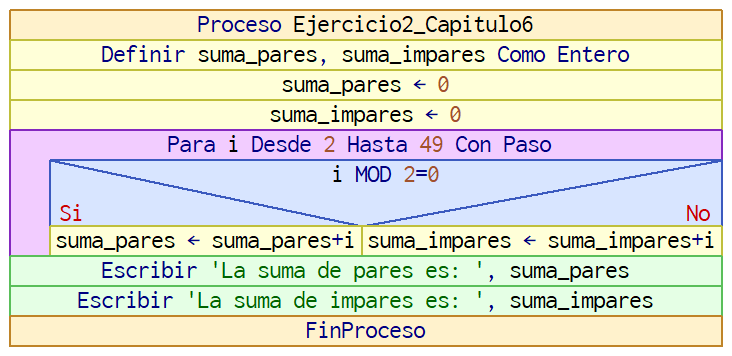 Proceso Ejercicio2_Capitulo6
Definir suma_pares, suma_impares Como Entero
suma_pares ← 0
suma_impares ← 0
Para i Desde 2 Hasta 49 Con Paso
i MOD 2=0
Si No
suma_pares ← suma_pares+i suma_impares ← suma_impares+i
Escribir 'La suma de pares es: ', suma_pares
Escribir 'La suma de impares es: ', suma_impares
FinProceso